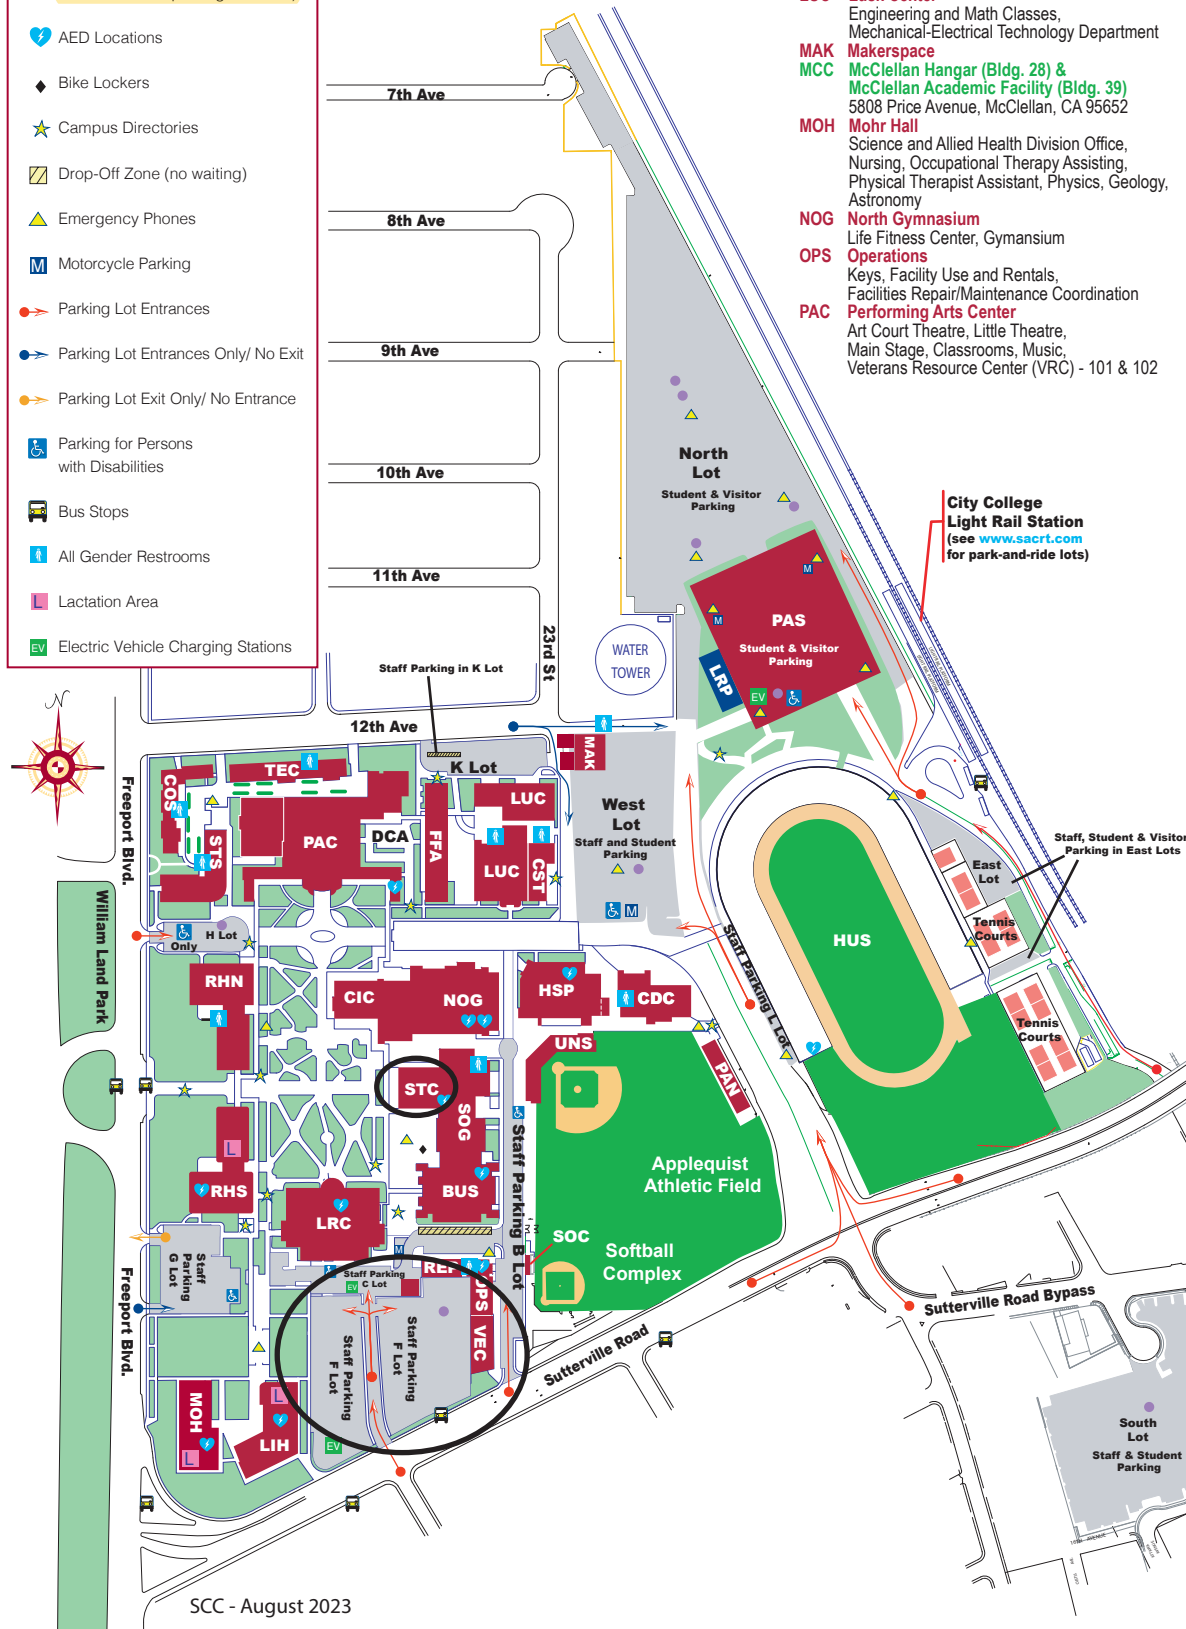 AED Locations
Bike Lockers
Campus Directories
Drop-Off Zone (no waiting)
Emergency Phones
M Motorcycle Parking
Parking Lot Entrances
Parking Lot Entrances Only/ No Exit
Parking Lot Exit Only/ No Entrance
Parking for Persons
with Disabilities
Bus Stops
All Gender Restrooms
L Lactation Area
EV Electric Vehicle Charging Stations
Engineering and Math Classes,
Mechanical-Electrical Technology Department
MAK Makerspace
MCC McClellan Hangar (Bldg. 28) &
McClellan Academic Facility (Bldg. 39)
5808 Price Avenue, McClellan, CA 95652
MOH Mohr Hall
Science and Allied Health Division Office,
Nursing, Occupational Therapy Assisting,
Physical Therapist Assistant, Physics, Geology,
Astronomy
NOG North Gymnasium
Life Fitness Center, Gymansium
OPS Operations
Keys, Facility Use and Rentals,
Facilities Repair/Maintenance Coordination
PAC Performing Arts Center
Art Court Theatre, Little Theatre,
Main Stage, Classrooms, Music,
Veterans Resource Center (VRC) - 101 & 102
7th Ave
8th Ave
9th Ave
10th Ave
11th Ave
12th Ave
23rd St
North
Lot
Student & Visitor
Parking
City College
Light Rail Station
(see www.sacrt.com
for park-and-ride lots)
M
PAS
M
Student & Visitor
Parking
LRP
EV
WATER
TOWER
Staff Parking in K Lot
N
K Lot
MAK
TEC
COS
LUC
West
Lot
Staff and Student
Parking
M
PAC
DCA
FFA
LUC
CST
STS
Freeport Blvd.
William Land Park
Only
H Lot
East
Lot
Staff, Student & Visitor
Parking in East Lots
Tennis
Courts
HUS
Staff Parking L Lot
RHN
CIC
NOG
HSP
CDC
Tennis
Courts
UNS
PAN
STC
SOG
L
RHS
LRC
BUS
Staff Parking B Lot
Applequist
Athletic Field
SOC
Softball
Complex
Staff
Parking
G Lot
M
Staff Parking
C Lot
EV
REP
OPS
VEC
Staff Parking
F Lot
Staff Parking
F Lot
EV
Freeport Blvd.
Sutterville Road
Sutterville Road Bypass
MOH
L
L
LIH
South
Lot
Staff & Student
Parking
SCC - August 2023